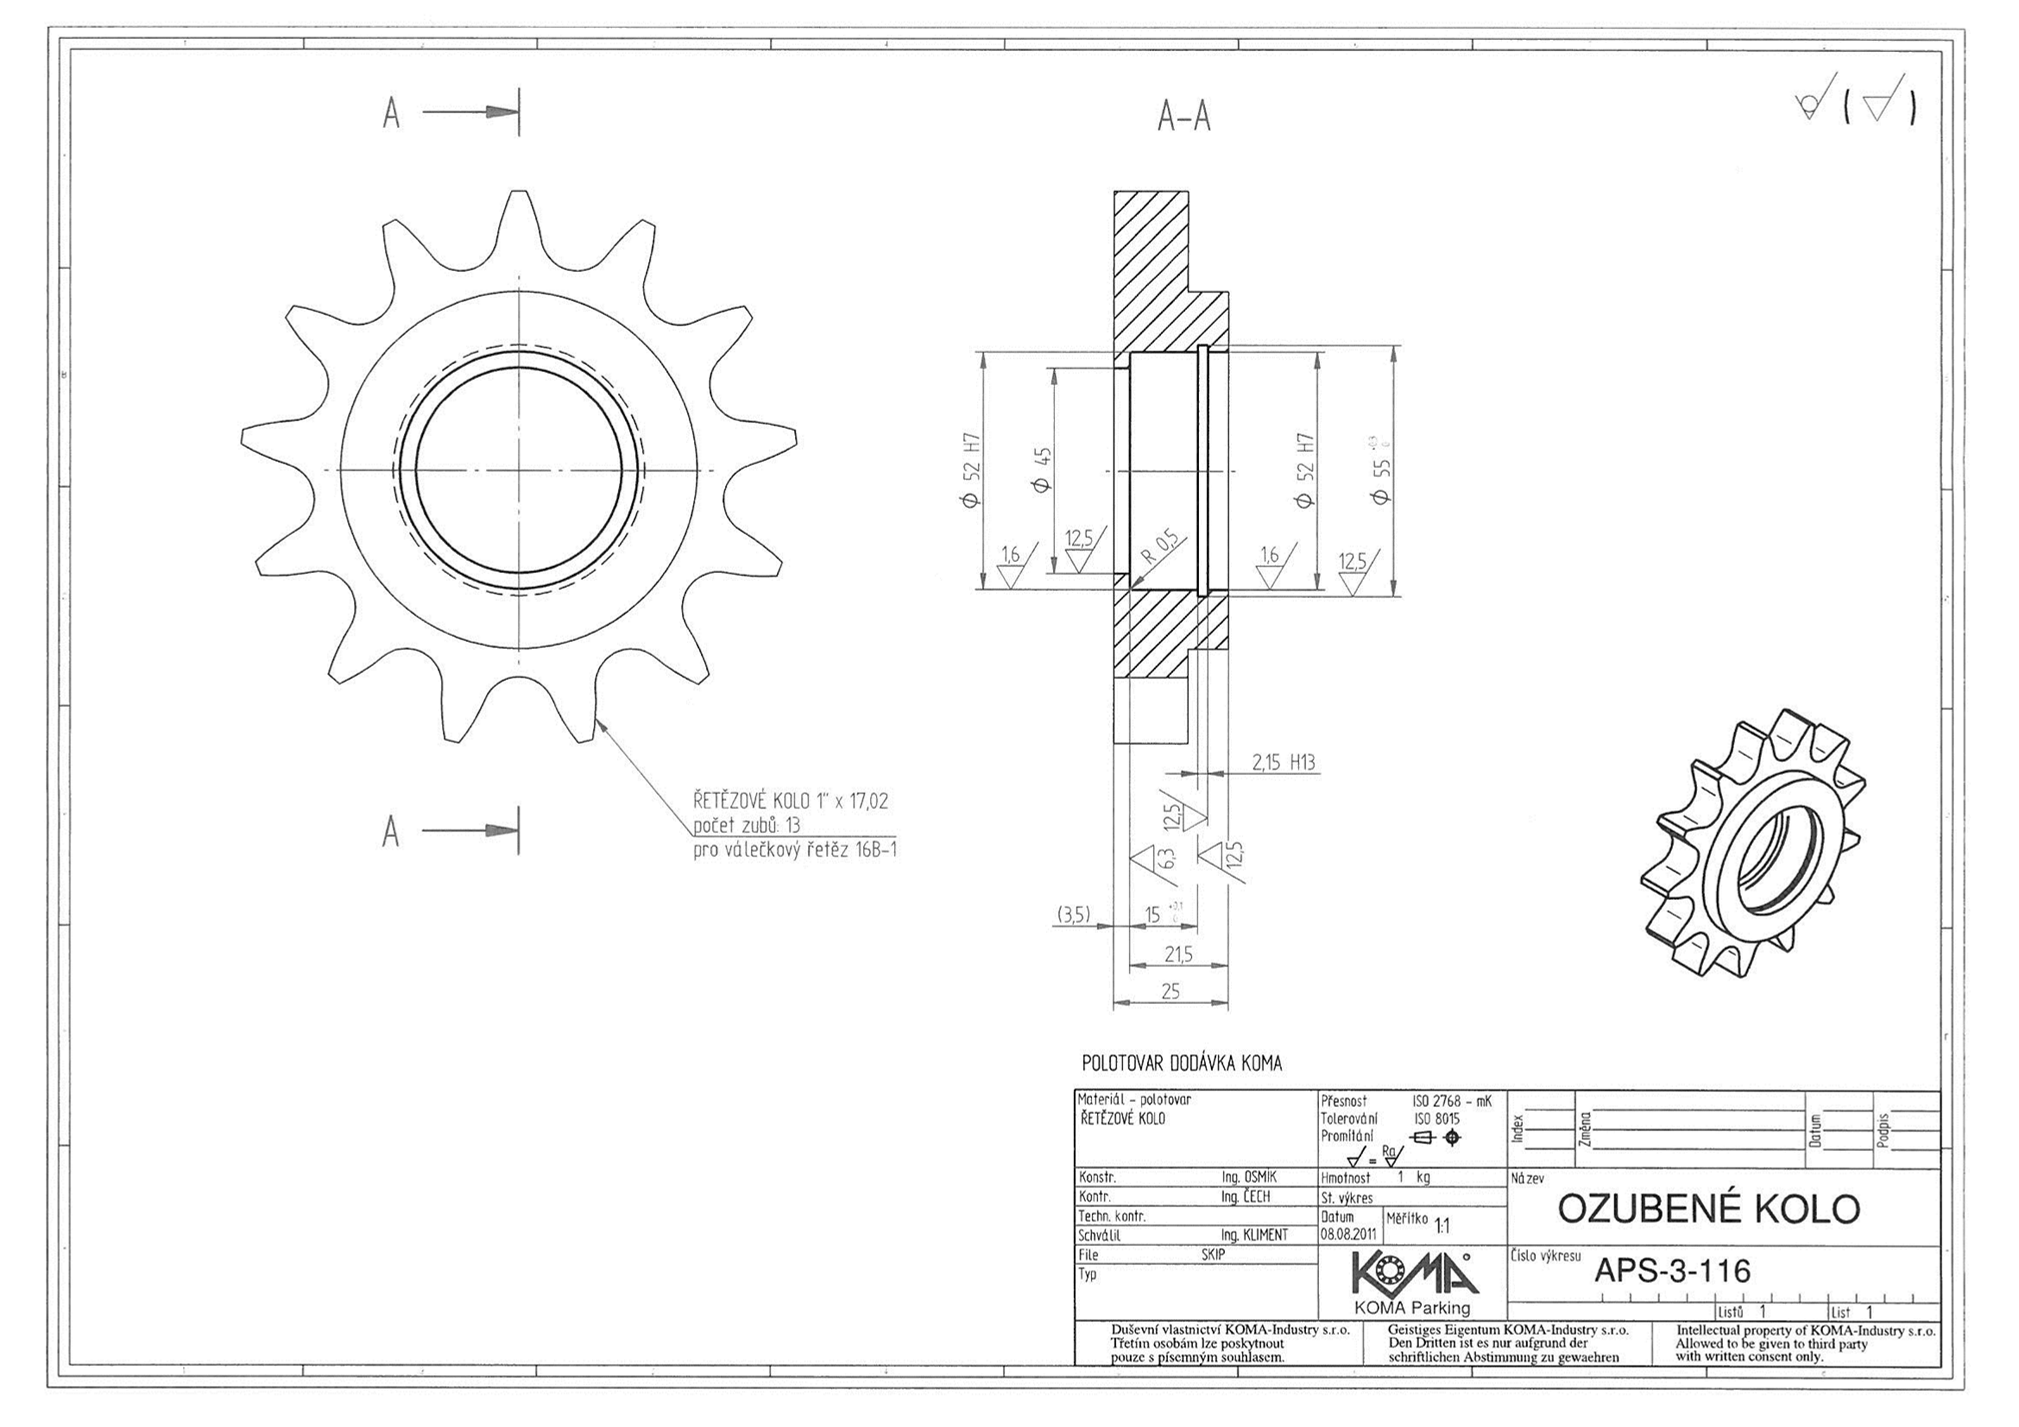 A
A-A
( )
A
ŘETĚZOVÉ KOLO 1" x 17,02
počet zubů: 13
pro válečkový řetěz 16B-1
ϕ 52 H7
ϕ 45
ϕ 52 H7
ϕ 55 +0,3 0
1,6
12,5
R 0,5
1,6
12,5
2,15 H13
12,5
6,3
12,5
(3,5)
15 +0,1 0
21,5
25
POLOTOVAR DODÁVKA KOMA
Materiál - polotovar
ŘETĚZOVÉ KOLO
Přesnost ISO 2768 - mK
Tolerování ISO 8015
Promítání
= Ra
Index
Změna
Datum
Podpis
Konstr. Ing. OSMÍK
Kontr. Ing. ČECH
Techn. kontr.
Schválil Ing. KLIMENT
File SKIP
Typ
Hmotnost 1 kg
St. výkres
Datum
08.08.2011
Měřítko 1:1
KOMA
KOMA Parking
Název
OZUBENÉ KOLO
Číslo výkresu APS-3-116
Listů 1
List 1
Duševní vlastnictví KOMA-Industry s.r.o.
Třetím osobám lze poskytnout
pouze s písemným souhlasem.
Geistiges Eigentum KOMA-Industry s.r.o.
Den Dritten ist es nur aufgrund der
schriftlichen Abstimmung zu gewaehren
Intellectual property of KOMA-Industry s.r.o.
Allowed to be given to third party
with written consent only.